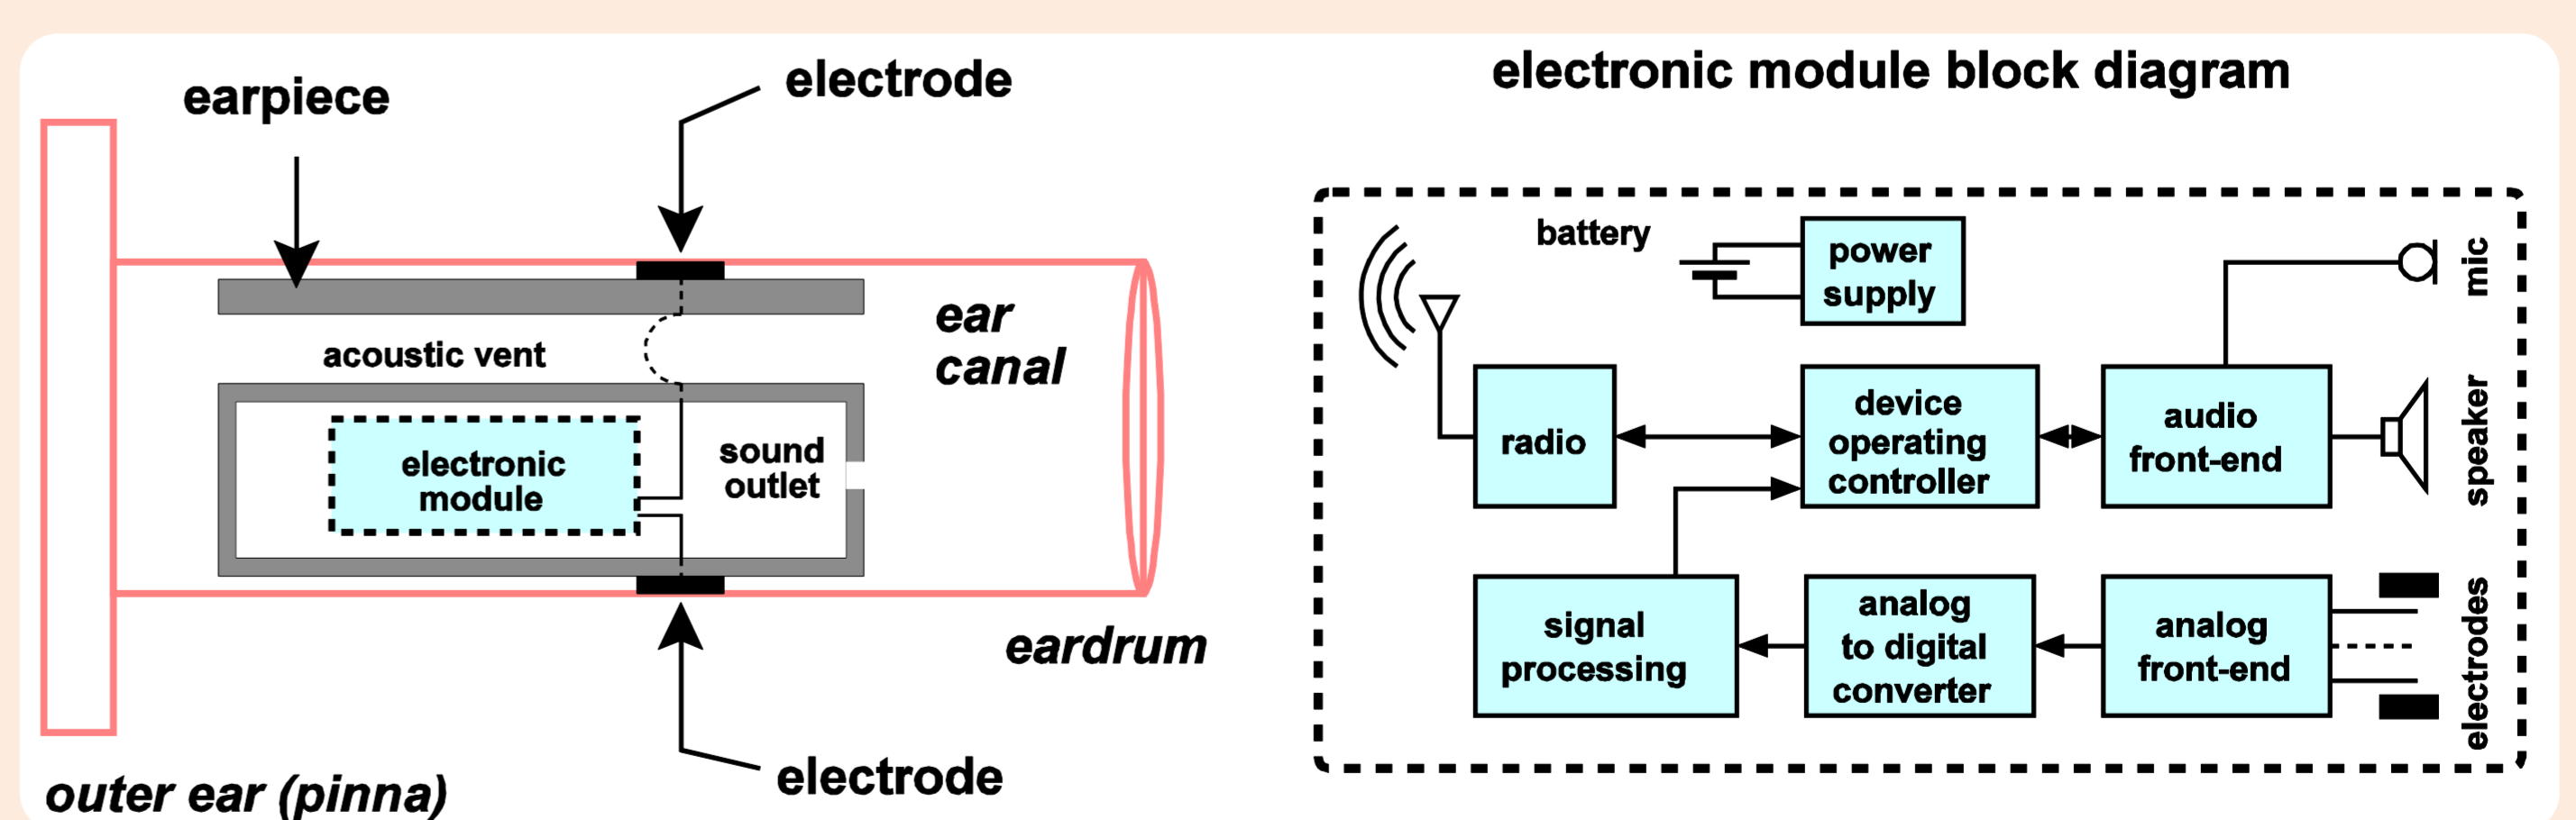 earpiece
electrode
acoustic vent
ear
canal
electronic
module
sound
outlet
eardrum
electrode
outer ear (pinna)
electronic module block diagram
battery
power
supply
mic
radio
device
operating
controller
audio
front-end
speaker
signal
processing
analog
to digital
converter
analog
front-end
electrodes